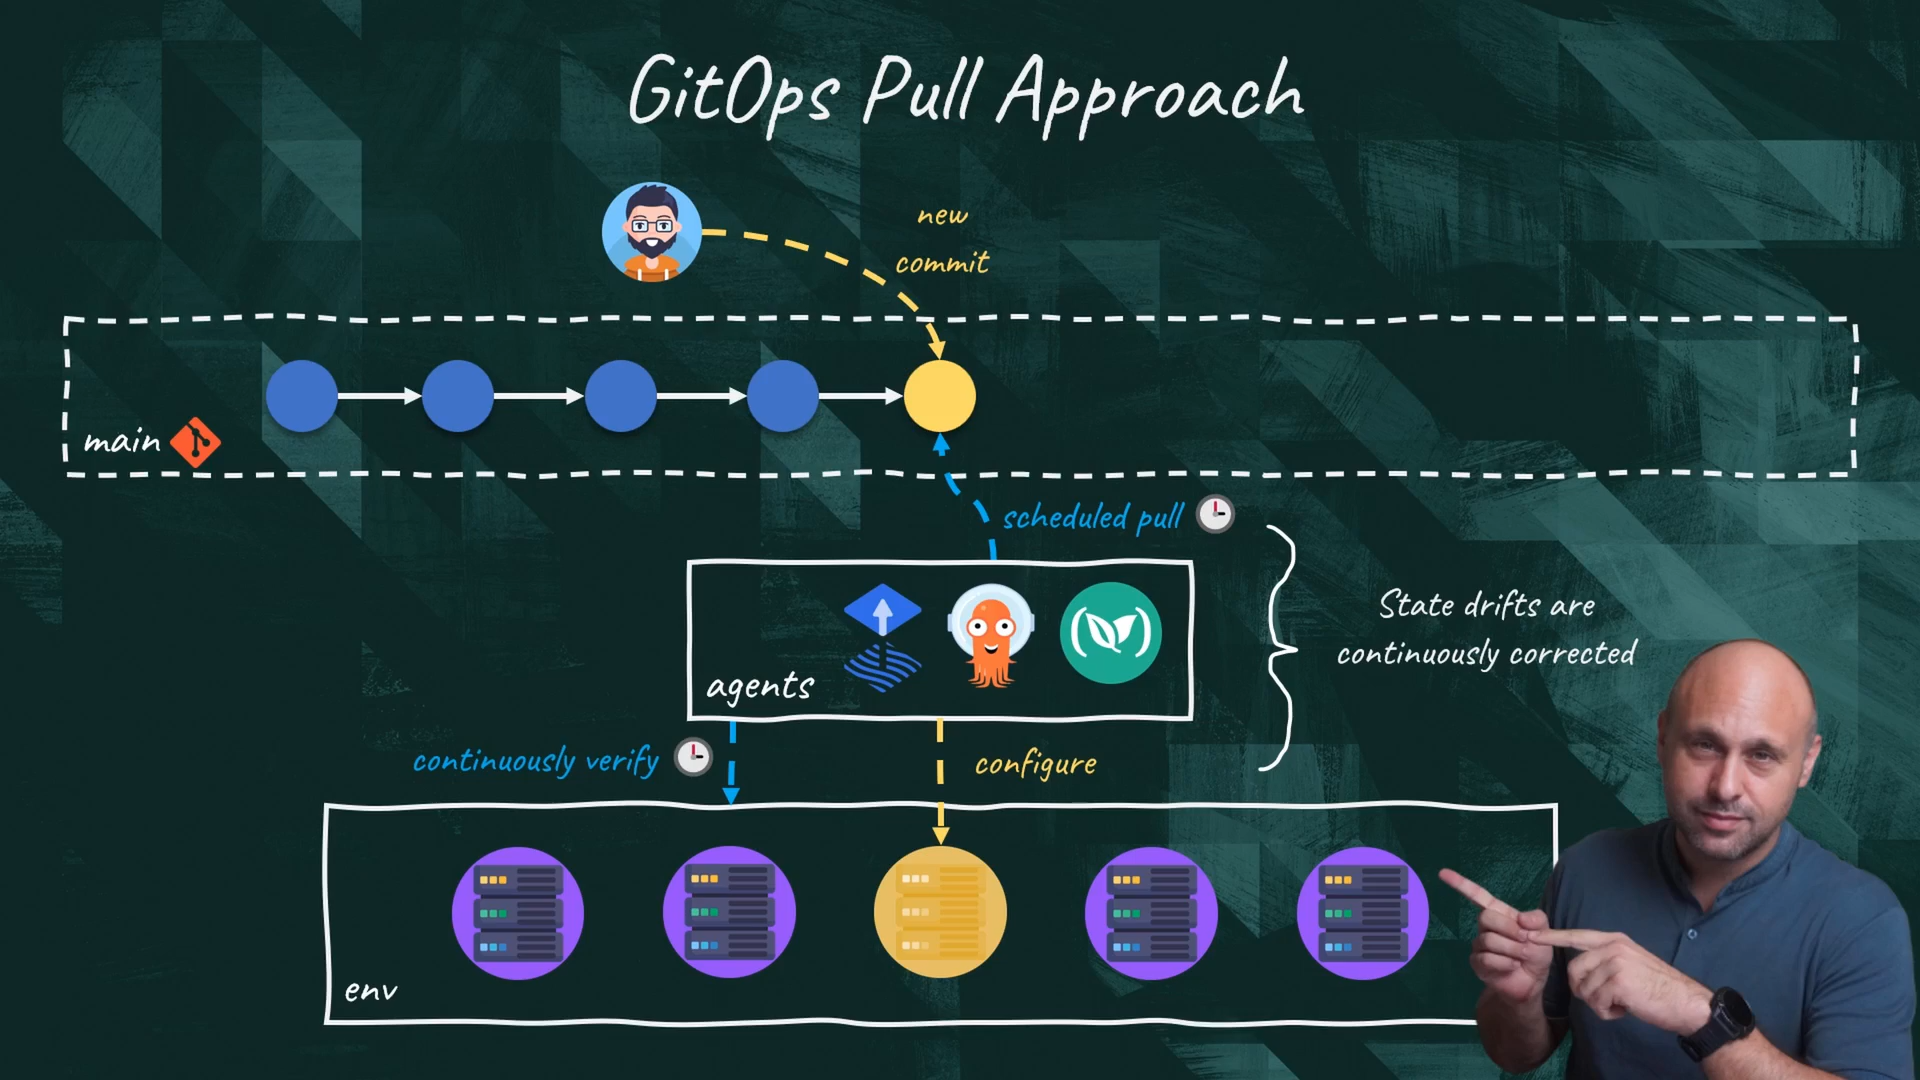 GitOps Pull Approach
new
commit
main
scheduled pull
State drifts are
continuously corrected
agents
continuously verify
configure
env